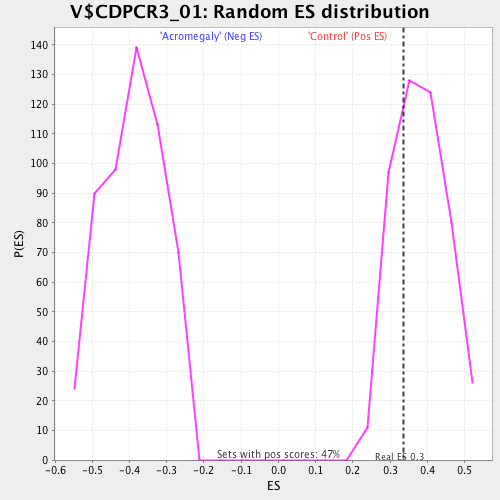 V$CDPCR3_01: Random ES distribution
'Acromegaly' (Neg ES) 'Control' (Pos ES)
140
130
120
110
100
90
80
70
60
50
40
30
20
10
0
P(ES)
Sets with pos scores: 47%
Real ES 0.3
-0.6 -0.5 -0.4 -0.3 -0.2 -0.1 0.0 0.1 0.2 0.3 0.4 0.5
ES